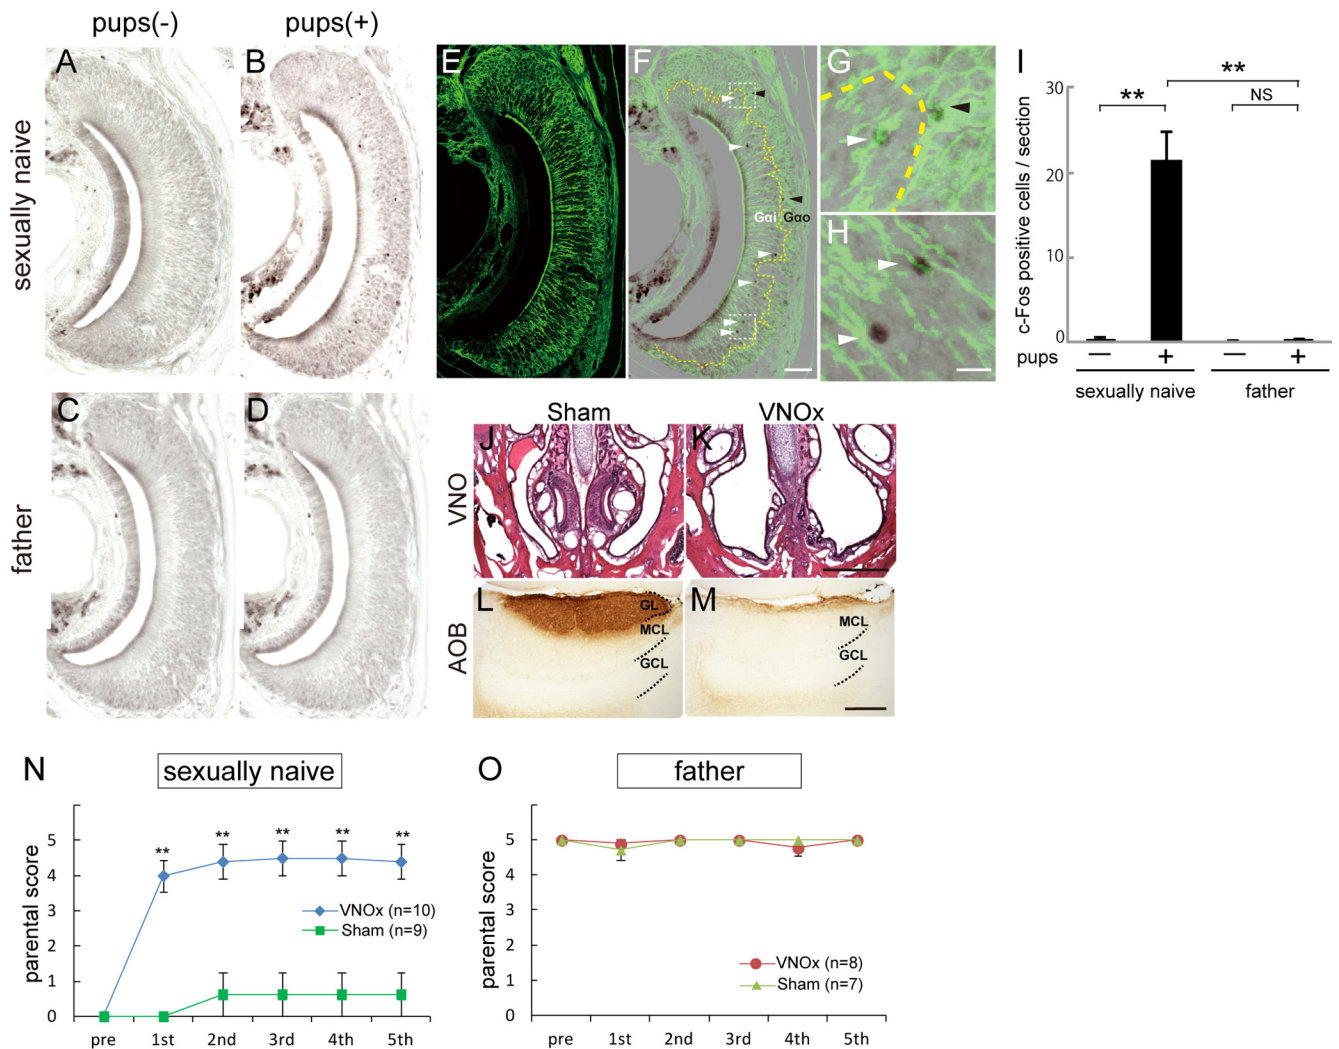 pups(-)
pups(+)
sexually naive
father
A
B
C
D
E
F
Gαi
Gαo
G
H
I
c-Fos positive cells / section
30
20
10
0
**
**
NS
pups
— + — +
sexually naive
father
Sham
VNOx
VNO
AOB
J
K
L
GL
MCL
GCL
M
MCL
GCL
N
sexually naive
parental score
5
4
3
2
1
0
**
**
**
**
**
VNOx (n=10)
Sham (n=9)
pre 1st 2nd 3rd 4th 5th
O
father
parental score
5
4
3
2
1
0
VNOx (n=8)
Sham (n=7)
pre 1st 2nd 3rd 4th 5th